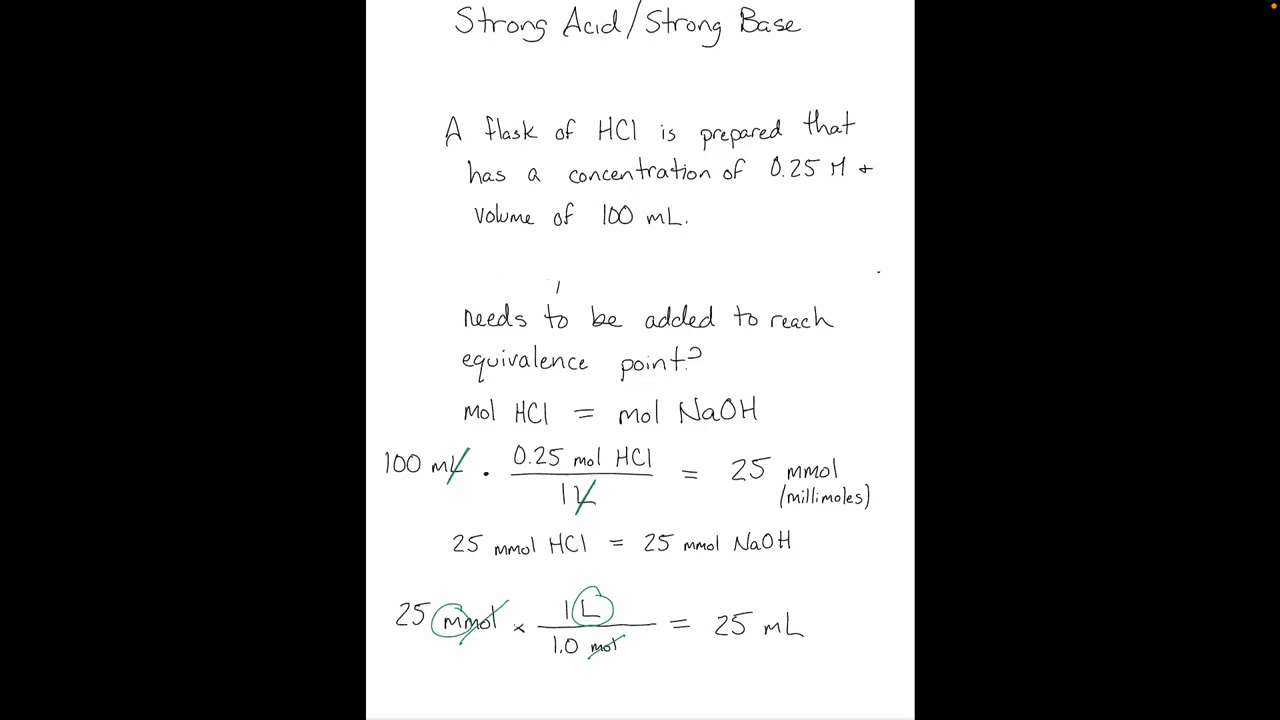 Strong Acid/Strong Base
A flask of HCl is prepared that
has a concentration of 0.25 M +
volume of 100 mL.
needs to be added to reach
equivalence point?
mol HCl = mol NaOH
100 mL · 0.25 mol HCl / 1 L = 25 mmol
(millimoles)
25 mmol HCl = 25 mmol NaOH
25 mmol × 1 L / 1.0 mol = 25 mL